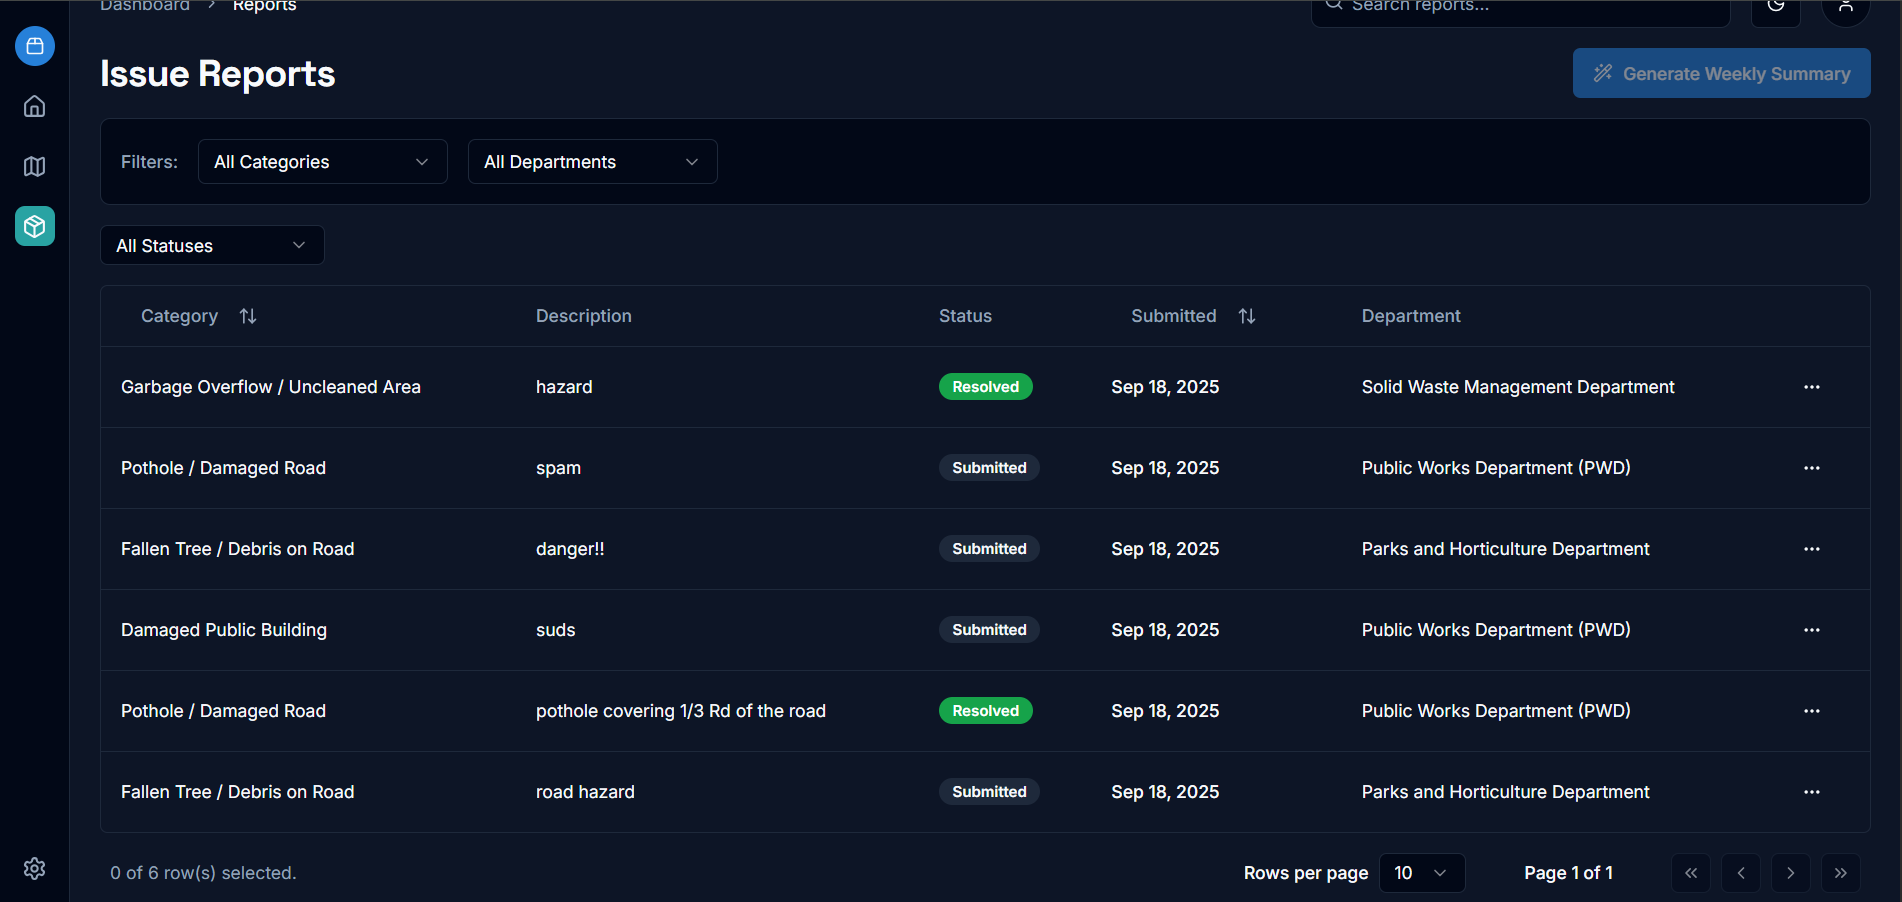 Dashboard > Reports
Search reports...
Issue Reports
Generate Weekly Summary
Filters: All Categories All Departments
All Statuses
Category Description Status Submitted Department
Garbage Overflow / Uncleaned Area hazard Resolved Sep 18, 2025 Solid Waste Management Department
Pothole / Damaged Road spam Submitted Sep 18, 2025 Public Works Department (PWD)
Fallen Tree / Debris on Road danger!! Submitted Sep 18, 2025 Parks and Horticulture Department
Damaged Public Building suds Submitted Sep 18, 2025 Public Works Department (PWD)
Pothole / Damaged Road pothole covering 1/3 Rd of the road Resolved Sep 18, 2025 Public Works Department (PWD)
Fallen Tree / Debris on Road road hazard Submitted Sep 18, 2025 Parks and Horticulture Department
0 of 6 row(s) selected. Rows per page 10 Page 1 of 1